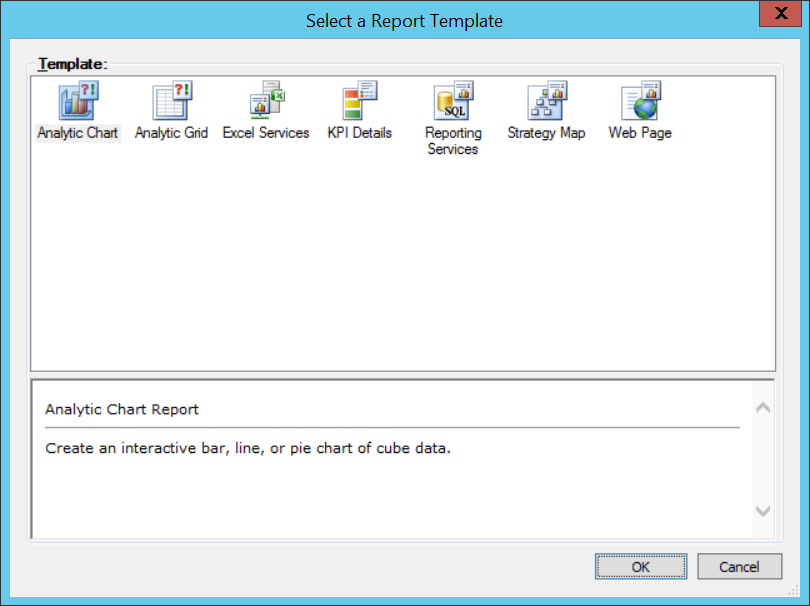 Select a Report Template
X
Template:
?!
?!
SQL
Analytic Chart
Analytic Grid
Excel Services
KPI Details
Reporting
Services
Strategy Map
Web Page
Analytic Chart Report
Create an interactive bar, line, or pie chart of cube data.
OK
Cancel